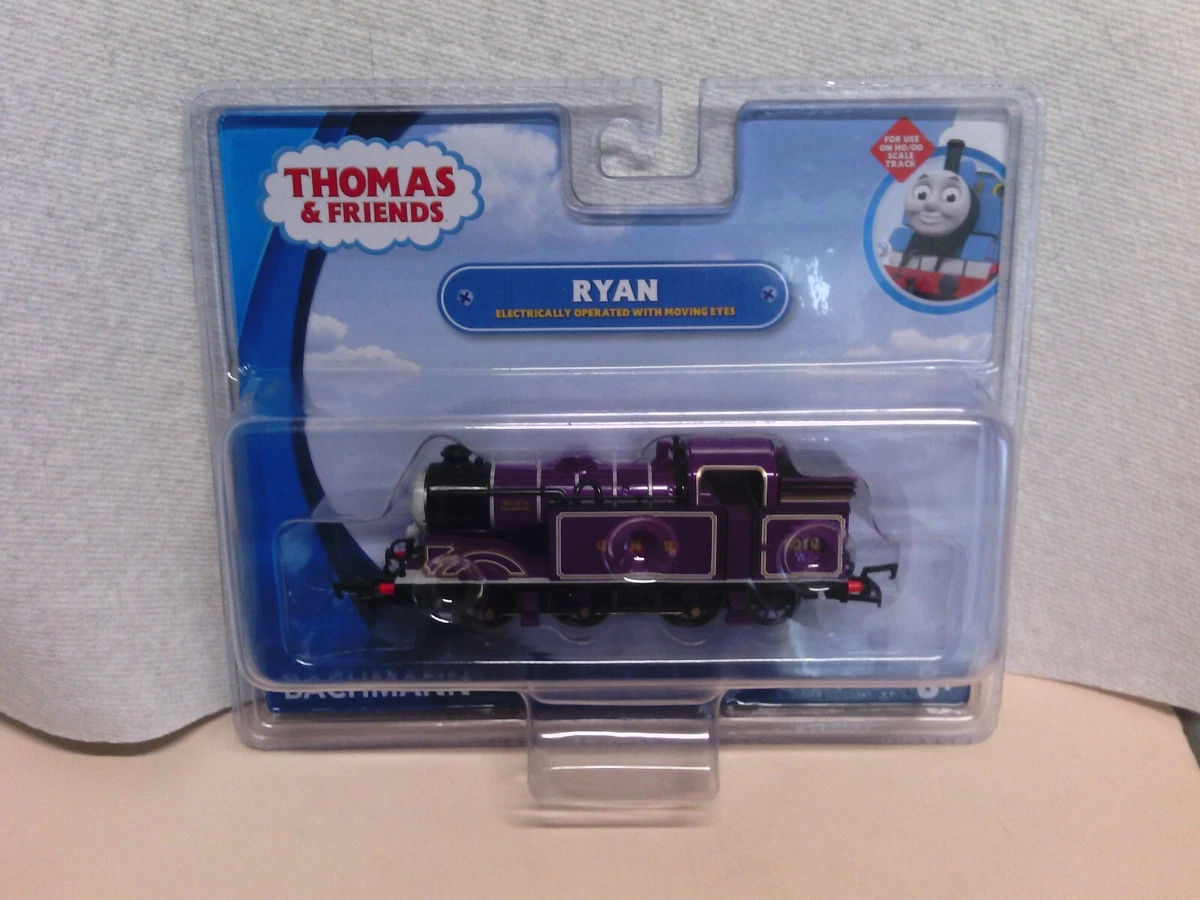 THOMAS
& FRIENDS
FOR USE
ON HO/OO
SCALE
TRACK
RYAN
ELECTRICALLY OPERATED WITH MOVING EYES
BACHMANN